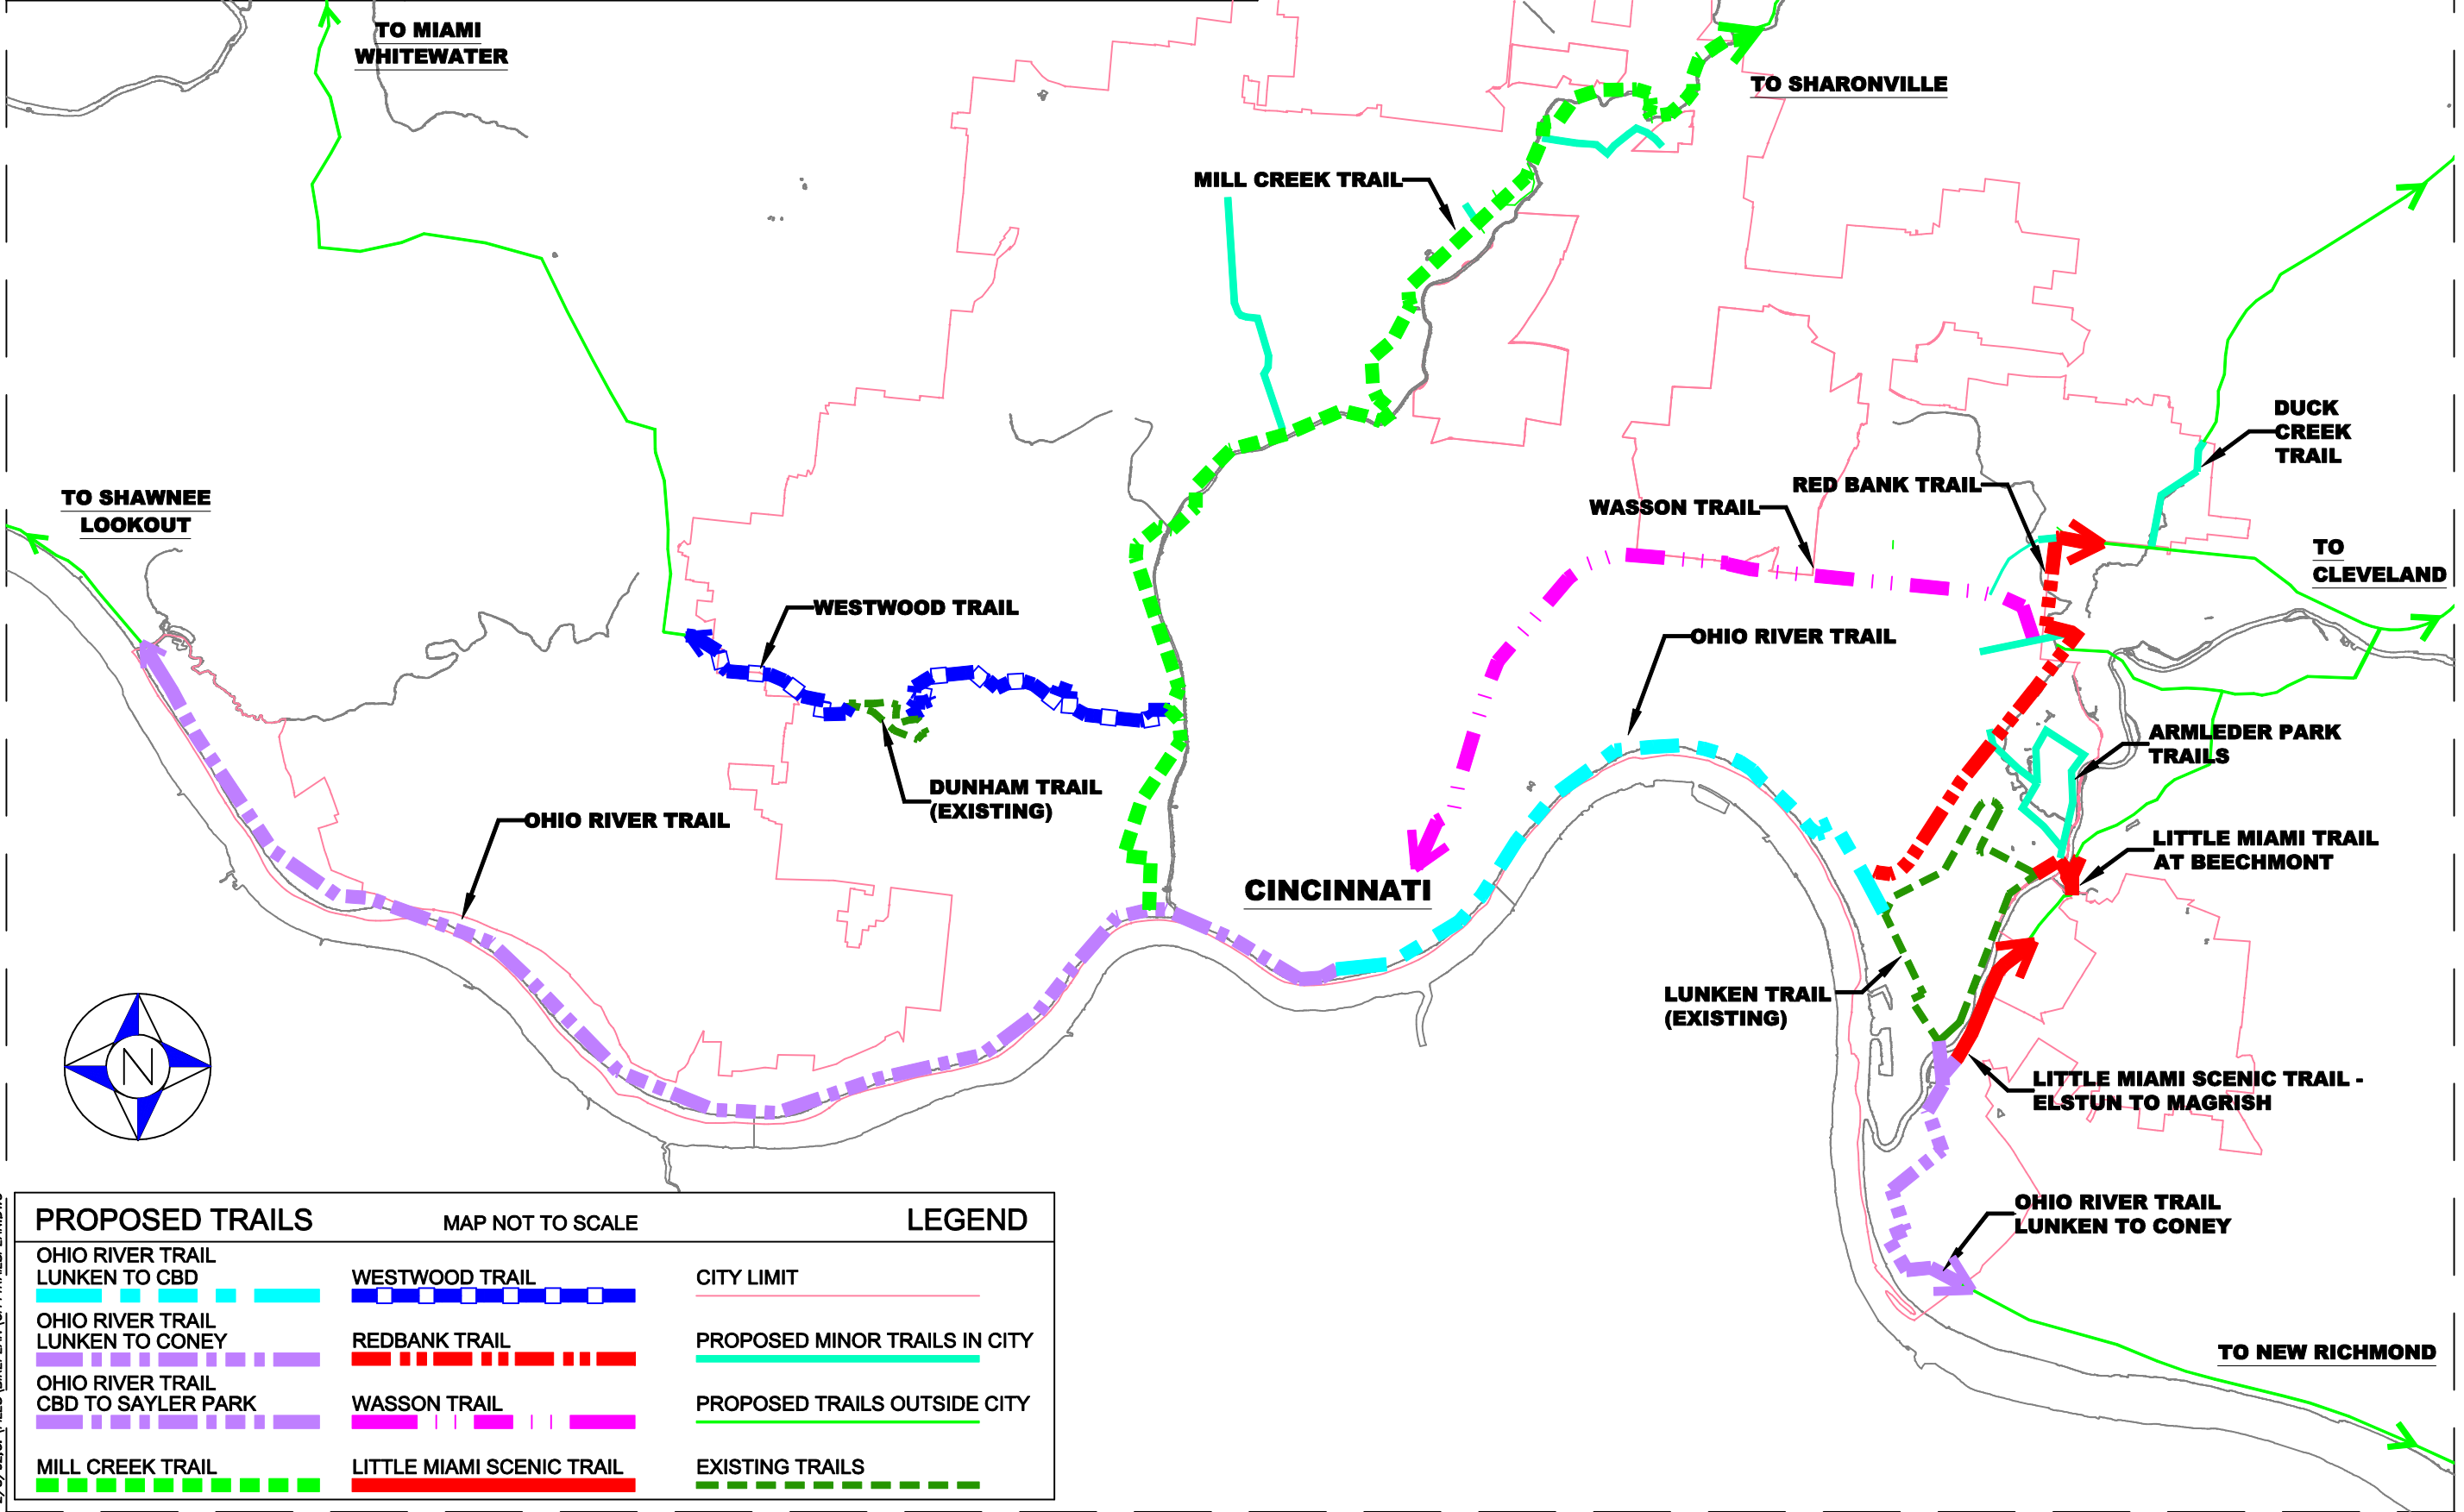 TO MIAMI
WHITEWATER
TO SHARONVILLE
MILL CREEK TRAIL
DUCK
CREEK
TRAIL
RED BANK TRAIL
WASSON TRAIL
TO SHAWNEE
LOOKOUT
TO
CLEVELAND
WESTWOOD TRAIL
OHIO RIVER TRAIL
ARMLEDER PARK
TRAILS
DUNHAM TRAIL
(EXISTING)
OHIO RIVER TRAIL
LITTLE MIAMI TRAIL
AT BEECHMONT
CINCINNATI
LUNKEN TRAIL
(EXISTING)
N
LITTLE MIAMI SCENIC TRAIL -
ELSTUN TO MAGRISH
OHIO RIVER TRAIL
LUNKEN TO CONEY
TO NEW RICHMOND
PROPOSED TRAILS
MAP NOT TO SCALE
LEGEND
OHIO RIVER TRAIL
LUNKEN TO CBD
OHIO RIVER TRAIL
LUNKEN TO CONEY
OHIO RIVER TRAIL
CBD TO SAYLER PARK
MILL CREEK TRAIL
WESTWOOD TRAIL
REDBANK TRAIL
WASSON TRAIL
LITTLE MIAMI SCENIC TRAIL
CITY LIMIT
PROPOSED MINOR TRAILS IN CITY
PROPOSED TRAILS OUTSIDE CITY
EXISTING TRAILS